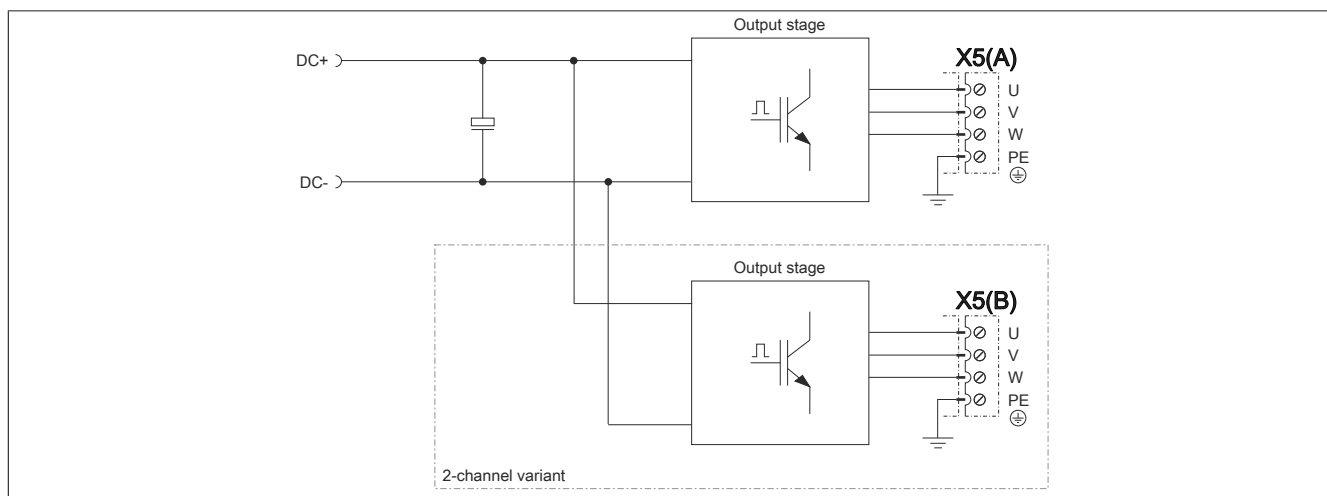 Output stage
DC+
X5(A)
U
V
W
PE
DC-
Output stage
X5(B)
U
V
W
PE
2-channel variant